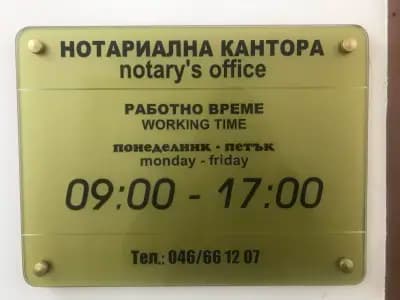 НОТАРИАЛНА КАНТОРА
notary's office
РАБОТНО ВРЕМЕ
WORKING TIME
понеделник - петък
monday - friday
09:00 - 17:00
Тел.: 046/66 12 07